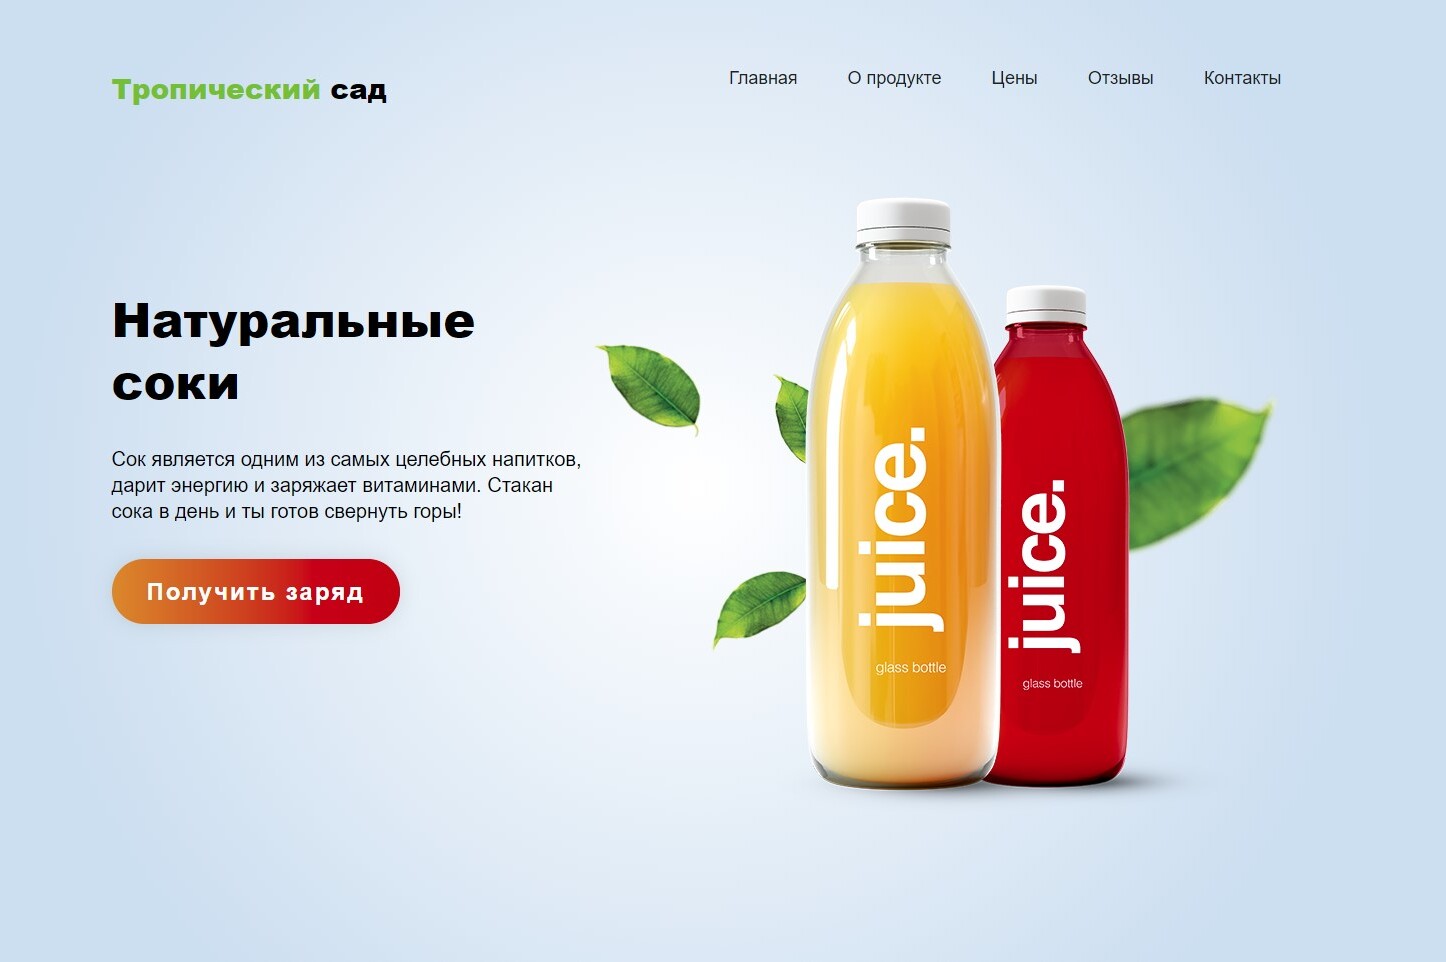 Тропический сад
Главная
О продукте
Цены
Отзывы
Контакты
Натуральные
соки
Сок является одним из самых целебных напитков,
дарит энергию и заряжает витаминами. Стакан
сока в день и ты готов свернуть горы!
Получить заряд
juice.
glass bottle
juice.
glass bottle